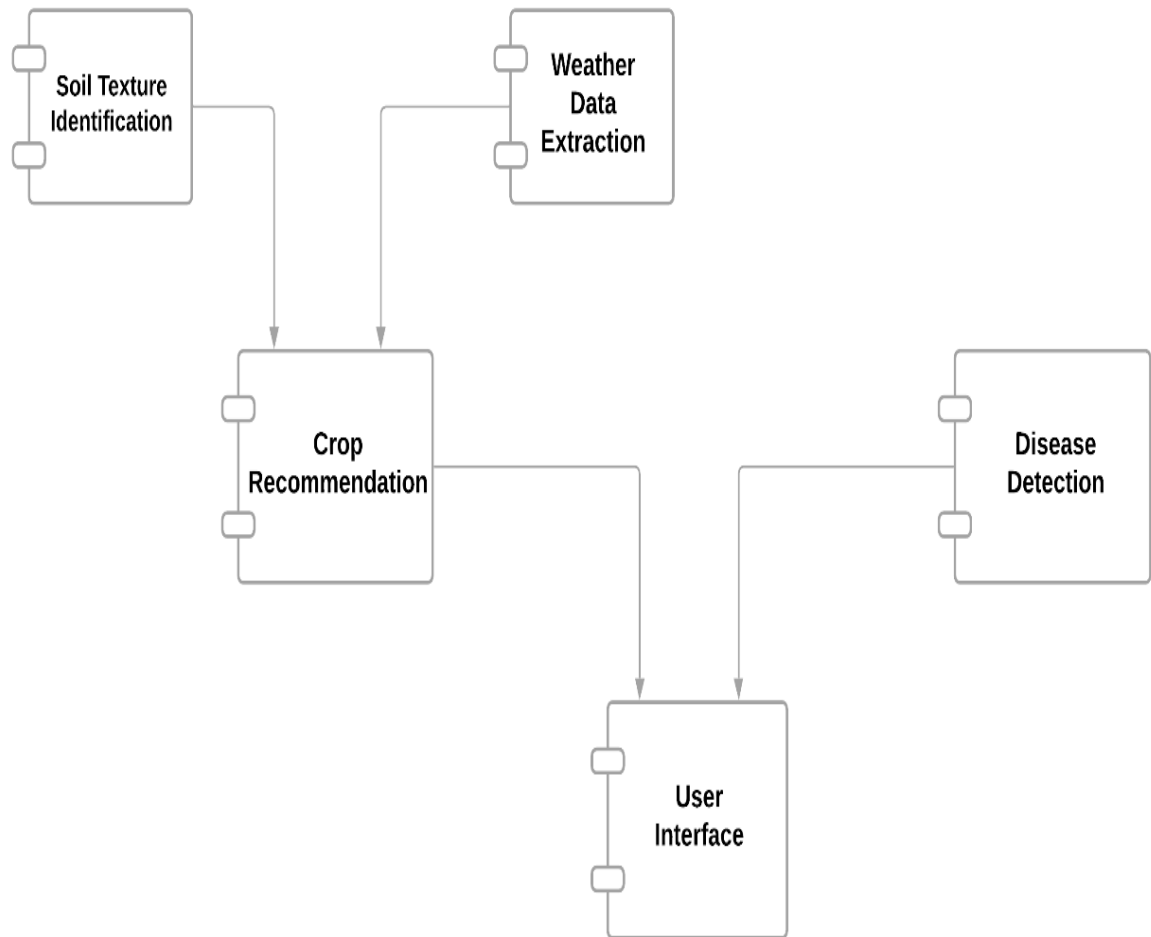 Soil Texture
Identification
Weather
Data
Extraction
Crop
Recommendation
Disease
Detection
User
Interface